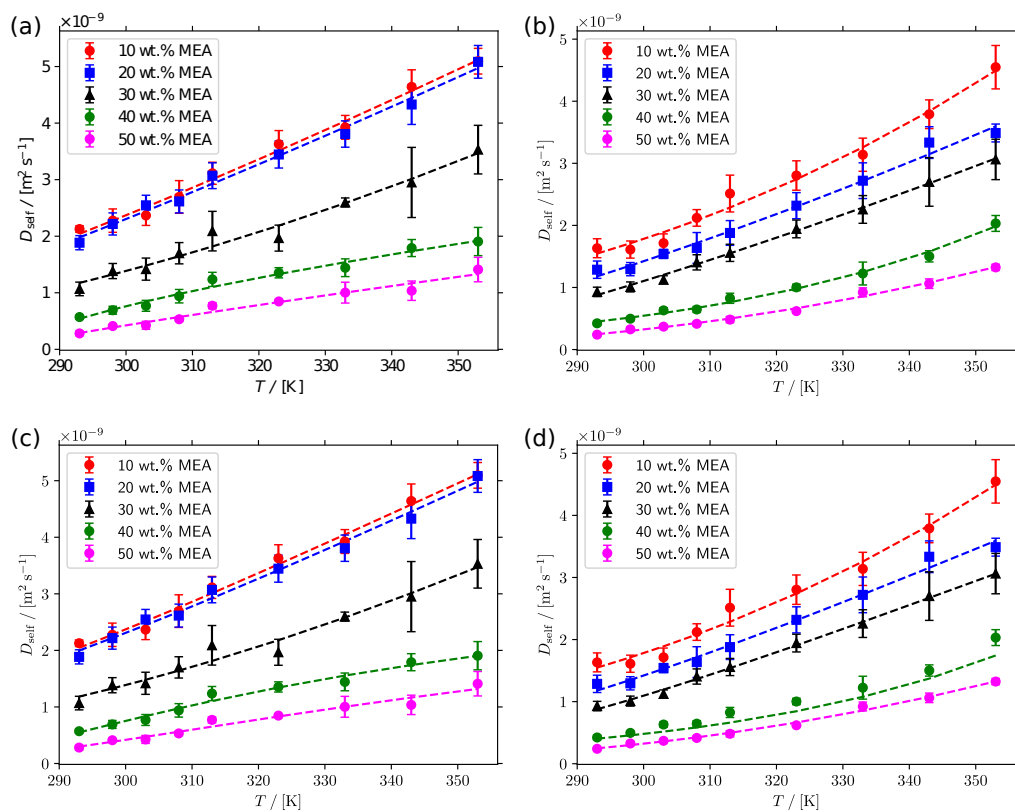 (a)
×10⁻⁹
10 wt.% MEA
20 wt.% MEA
30 wt.% MEA
40 wt.% MEA
50 wt.% MEA
5
4
3
2
1
0
D_self / [m² s⁻¹]
290 300 310 320 330 340 350
T / [K]
(b)
×10⁻⁹
10 wt.% MEA
20 wt.% MEA
30 wt.% MEA
40 wt.% MEA
50 wt.% MEA
5
4
3
2
1
0
D_self / [m² s⁻¹]
290 300 310 320 330 340 350
T / [K]
(c)
×10⁻⁹
10 wt.% MEA
20 wt.% MEA
30 wt.% MEA
40 wt.% MEA
50 wt.% MEA
5
4
3
2
1
0
D_self / [m² s⁻¹]
290 300 310 320 330 340 350
T / [K]
(d)
×10⁻⁹
10 wt.% MEA
20 wt.% MEA
30 wt.% MEA
40 wt.% MEA
50 wt.% MEA
5
4
3
2
1
0
D_self / [m² s⁻¹]
290 300 310 320 330 340 350
T / [K]